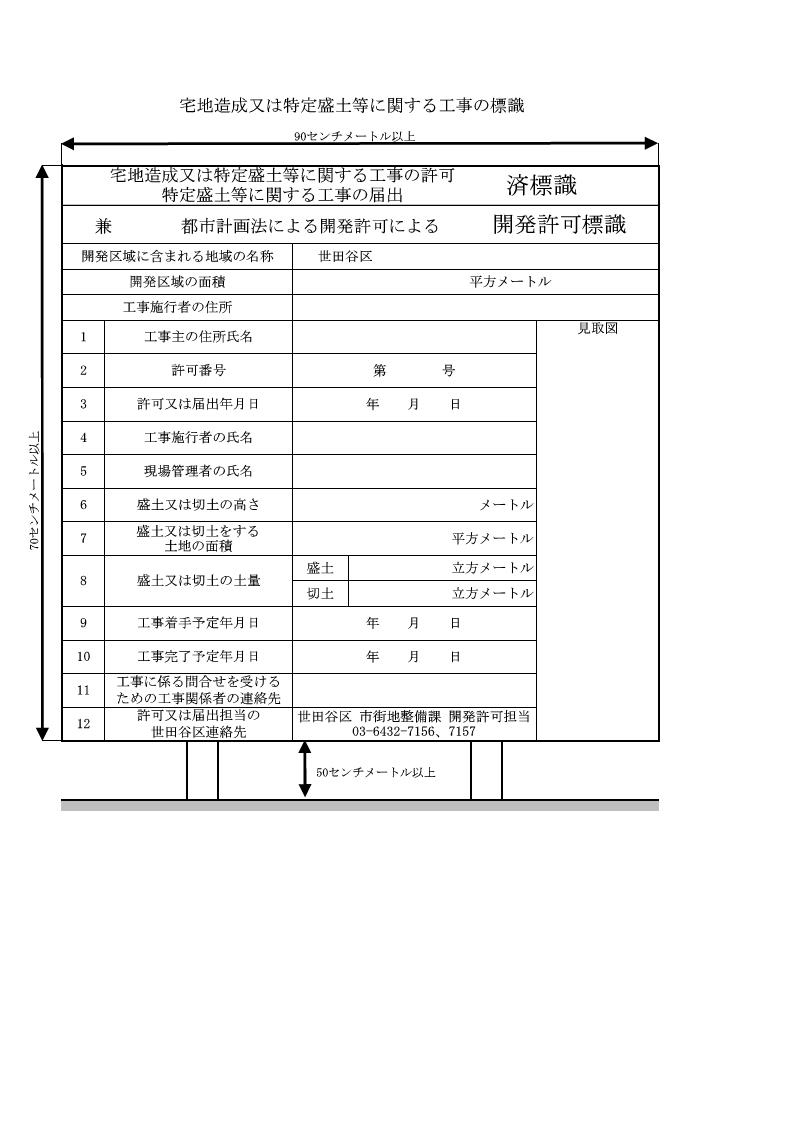 宅地造成又は特定盛土等に関する工事の標識
90センチメートル以上
宅地造成又は特定盛土等に関する工事の許可
特定盛土等に関する工事の届出
済標識
兼 都市計画法による開発許可による 開発許可標識
開発区域に含まれる地域の名称 世田谷区
開発区域の面積 平方メートル
工事施行者の住所
1 工事主の住所氏名
見取図
2 許可番号 第 号
3 許可又は届出年月日 年 月 日
4 工事施行者の氏名
5 現場管理者の氏名
6 盛土又は切土の高さ メートル
7 盛土又は切土をする
土地の面積
平方メートル
8 盛土又は切土の土量
盛土 立方メートル
切土 立方メートル
9 工事着手予定年月日 年 月 日
10 工事完了予定年月日 年 月 日
11 工事に係る問合せを受ける
ための工事関係者の連絡先
12 許可又は届出担当の
世田谷区連絡先
世田谷区 市街地整備課 開発許可担当
03-6432-7156、7157
70センチメートル以上
50センチメートル以上